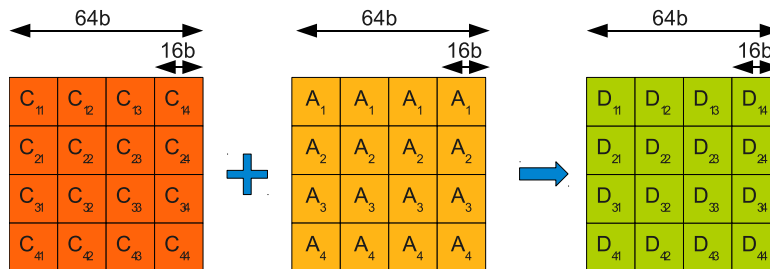 64b 64b 64b
16b 16b 16b
C11 C12 C13 C14 A1 A1 A1 A1 D11 D12 D13 D14
C21 C22 C23 C24 A2 A2 A2 A2 D21 D22 D23 D24
C31 C32 C33 C34 A3 A3 A3 A3 D31 D32 D33 D34
C41 C42 C43 C44 A4 A4 A4 A4 D41 D42 D43 D44